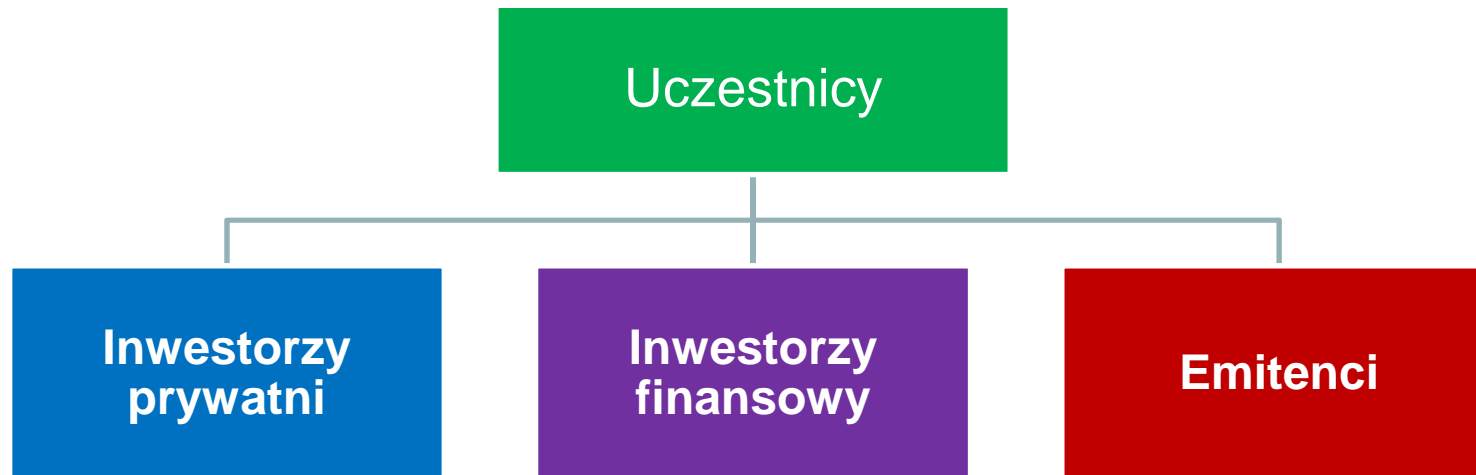 Uczestnicy
Inwestorzy
prywatni
Inwestorzy
finansowy
Emitenci